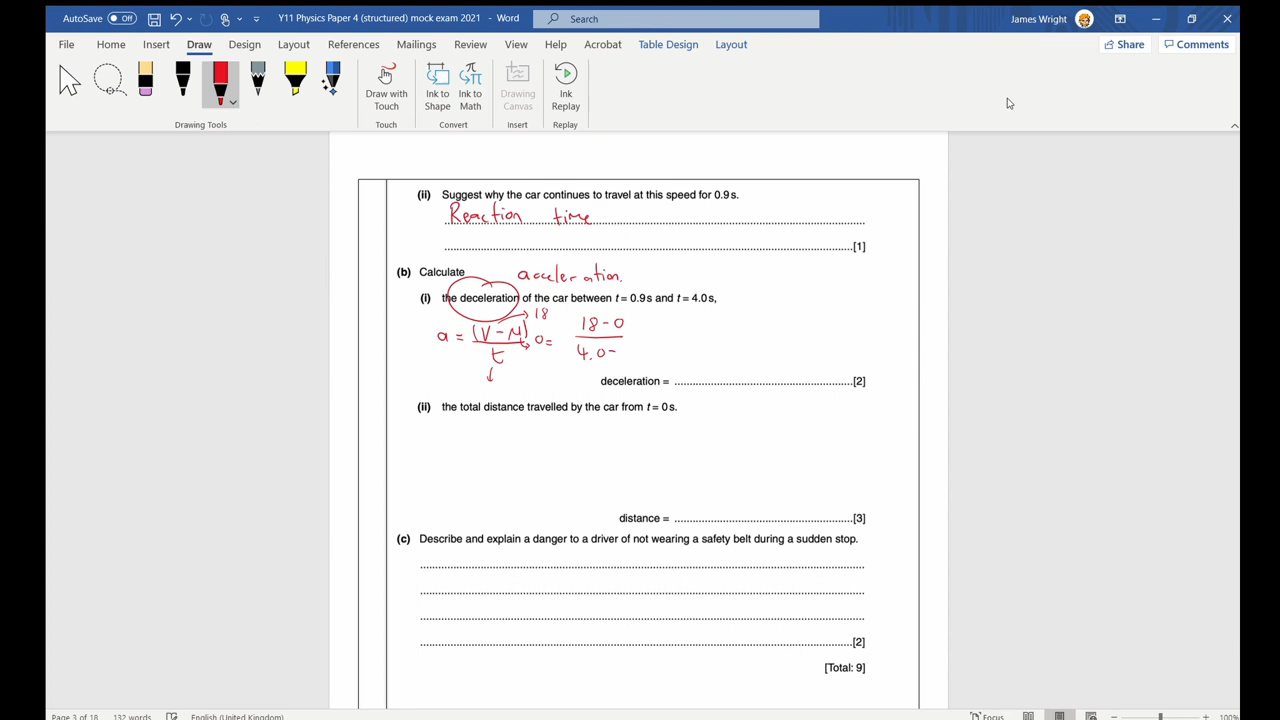 AutoSave Off Y11 Physics Paper 4 (structured) mock exam 2021 - Word Search James Wright
File Home Insert Draw Design Layout References Mailings Review View Help Acrobat Table Design Layout Share Comments
Draw with Touch Ink to Shape Ink to Math Drawing Canvas Ink Replay
Drawing Tools Touch Convert Insert Replay
(ii) Suggest why the car continues to travel at this speed for 0.9 s.
Reaction time
[1]
(b) Calculate
acceleration.
(i) the deceleration of the car between t = 0.9 s and t = 4.0 s,
a = (V - μ) / t 18 0 = 18 - 0 / 4.0 -
deceleration = [2]
(ii) the total distance travelled by the car from t = 0 s.
distance = [3]
(c) Describe and explain a danger to a driver of not wearing a safety belt during a sudden stop.
[2]
[Total: 9]
Page 3 of 18 132 words English (United Kingdom) Focus 100%